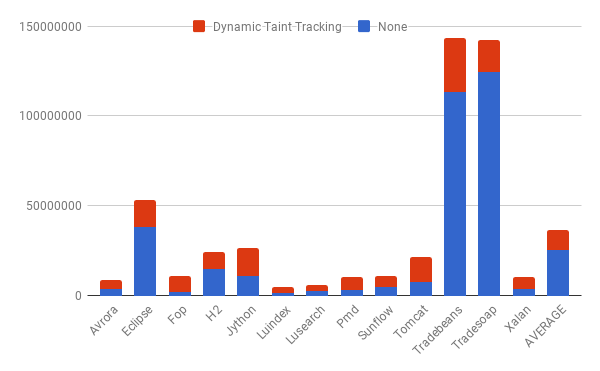 Dynamic Taint Tracking
None
150000000
100000000
50000000
0
Avrora
Eclipse
Fop
H2
Jython
Luindex
Lusearch
Pmd
Sunflow
Tomcat
Tradebeans
Tradesoap
Xalan
AVERAGE